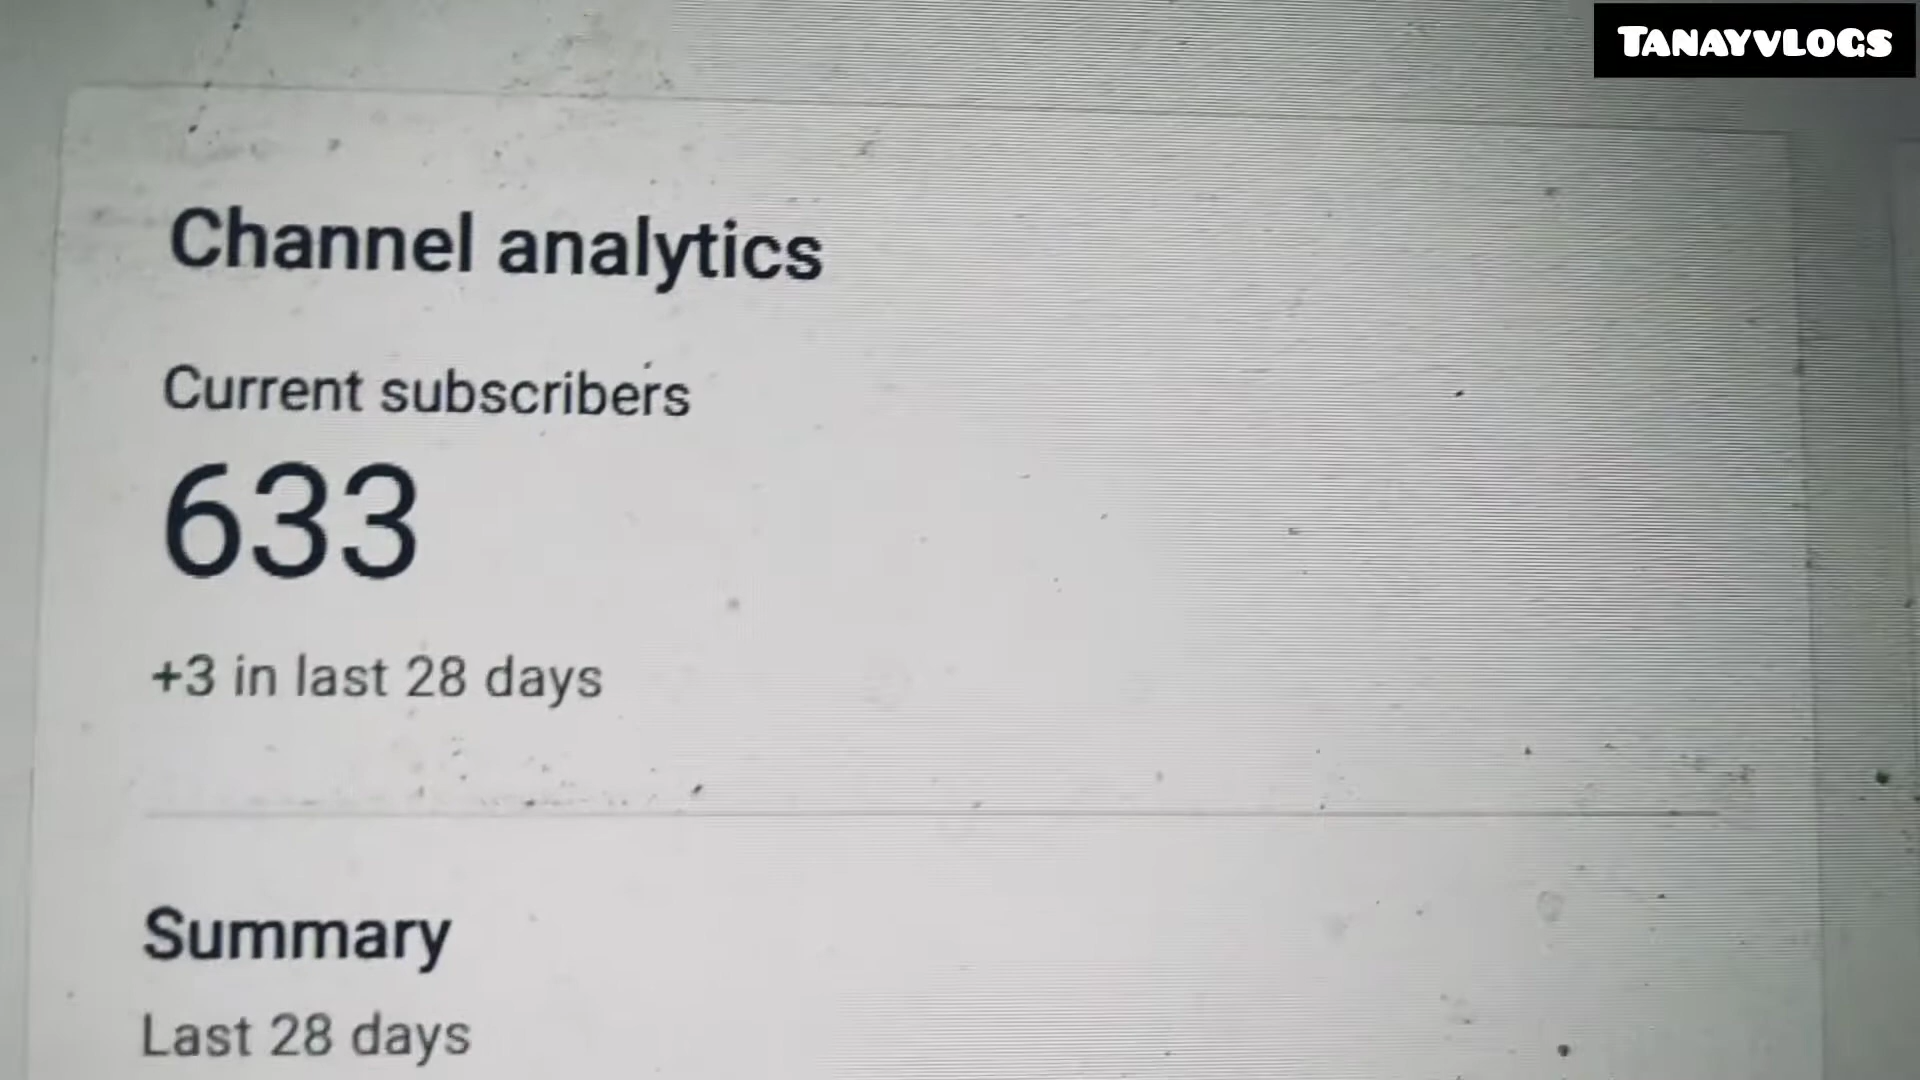 TANAYVLOGS
Channel analytics
Current subscribers
633
+3 in last 28 days
Summary
Last 28 days